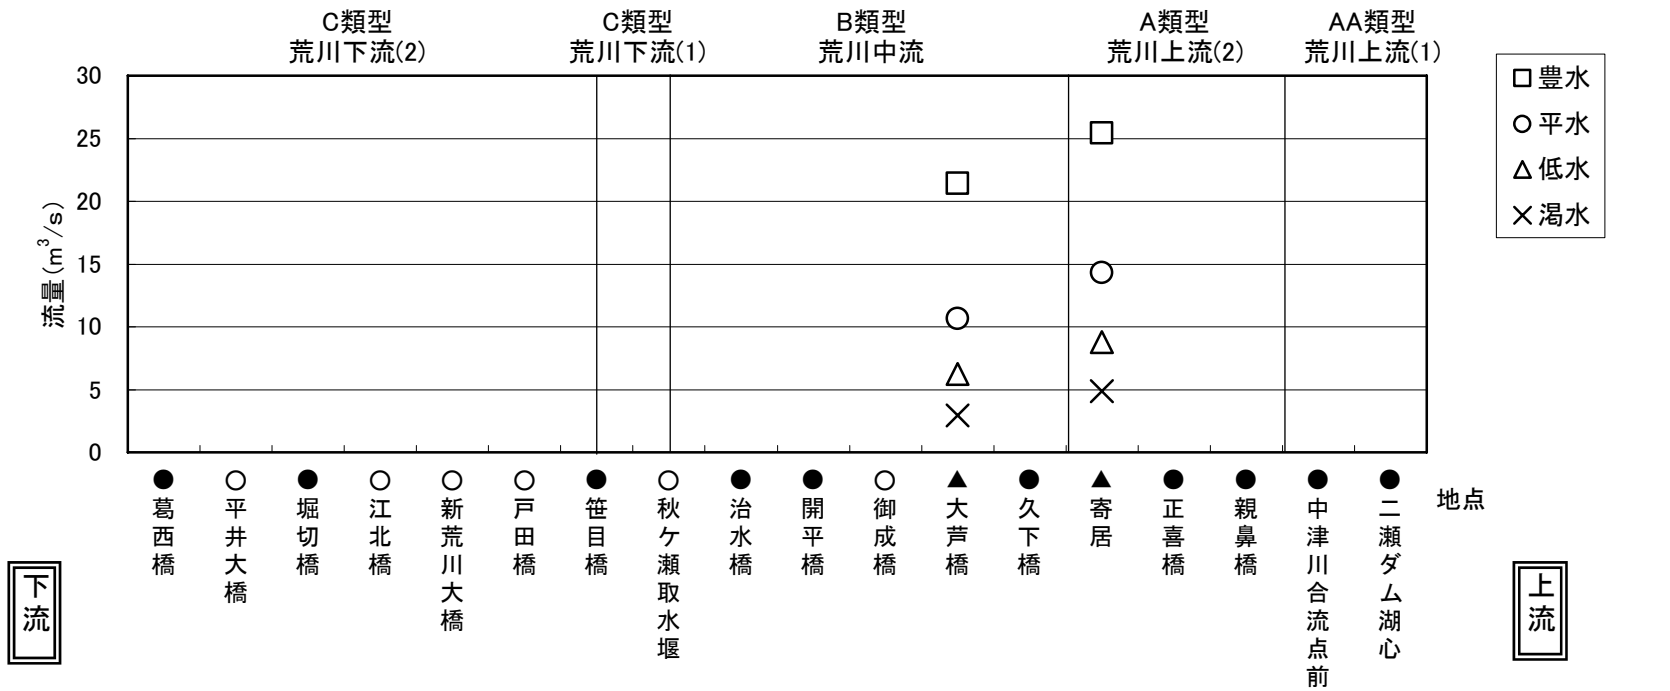 C類型
荒川下流(2)
C類型
荒川下流(1)
B類型
荒川中流
A類型
荒川上流(2)
AA類型
荒川上流(1)
30
25
20
15
10
5
0
流量(m³/s)
豊水
平水
低水
渇水
葛西橋
平井大橋
堀切橋
江北橋
新荒川大橋
戸田橋
笹目橋
秋ケ瀬取水堰
治水橋
開平橋
御成橋
大芦橋
久下橋
寄居
正喜橋
親鼻橋
中津川合流点前
二瀬ダム湖心
地点
下流
上流